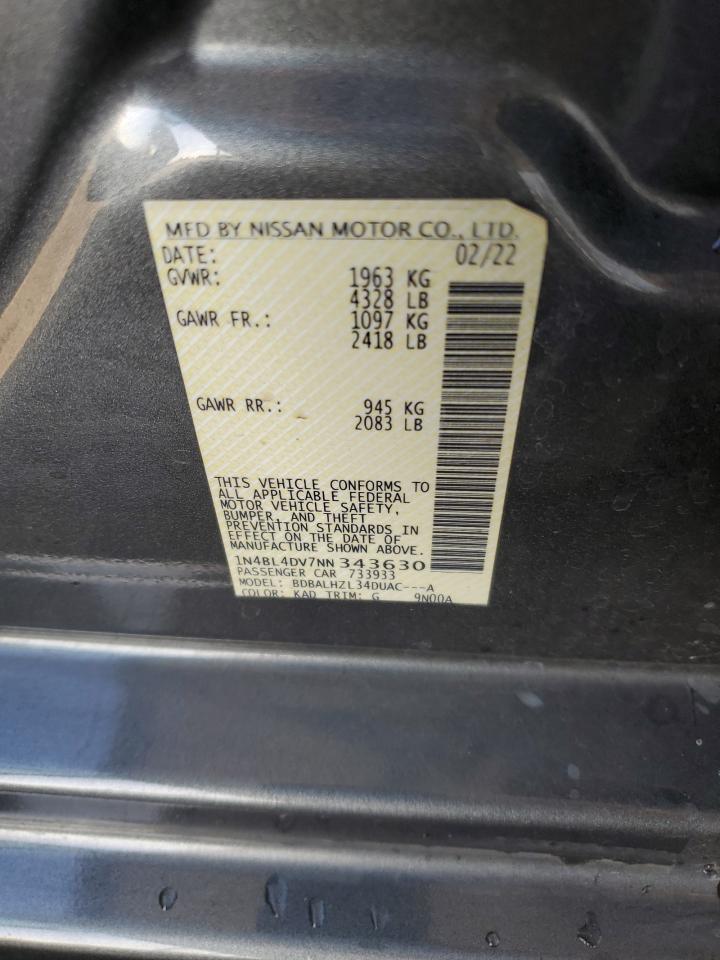 MFD BY NISSAN MOTOR CO., LTD.
DATE: 02/22
GVWR: 1963 KG
4328 LB
GAWR FR.: 1097 KG
2418 LB
GAWR RR.: 945 KG
2083 LB
THIS VEHICLE CONFORMS TO
ALL APPLICABLE FEDERAL
MOTOR VEHICLE SAFETY,
BUMPER, AND THEFT
PREVENTION STANDARDS IN
EFFECT ON THE DATE OF
MANUFACTURE SHOWN ABOVE.
1N4BL4DV7NN343630
PASSENGER CAR 733933
MODEL: BDBALHZL34DUAC---A
COLOR: KAD TRIM: G 9N00A